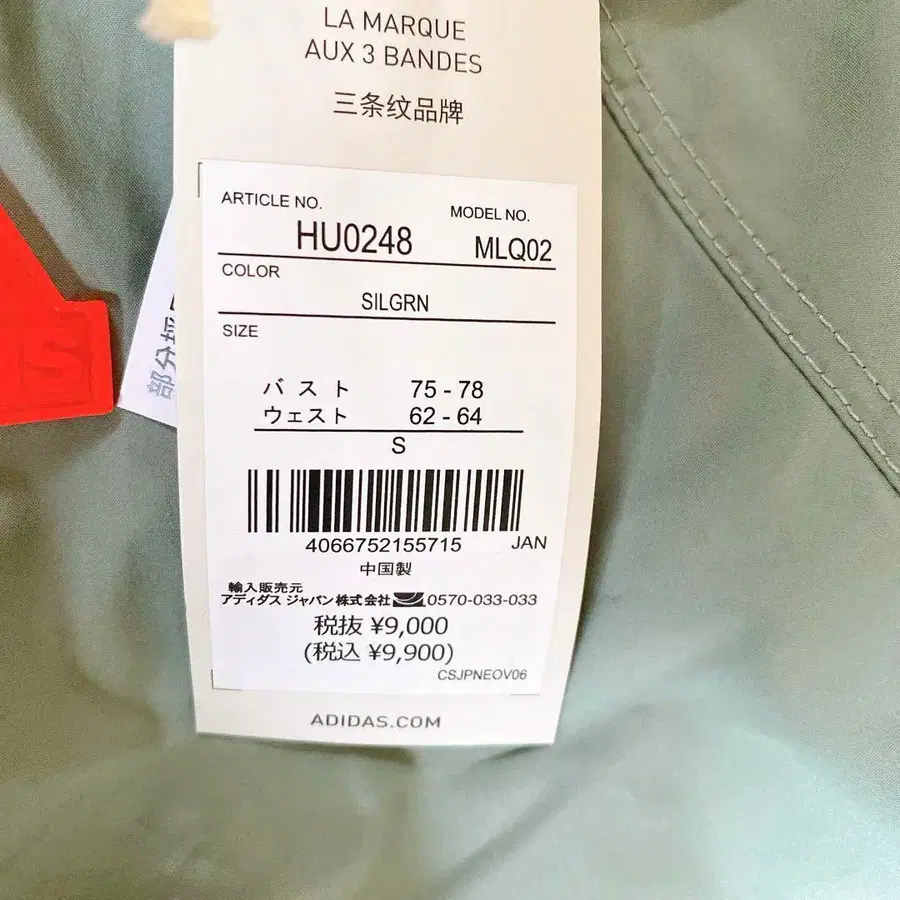 LA MARQUE
AUX 3 BANDES
三条纹品牌
ARTICLE NO.
MODEL NO.
HU0248
MLQ02
COLOR
SILGRN
SIZE
バスト 75 - 78
ウェスト 62 - 64
S
4066752155715 JAN
中国製
輸入販売元
アディダス ジャパン株式会社 0570-033-033
税抜 ¥9,000
(税込 ¥9,900)
CSJPNEOV06
ADIDAS.COM
S
部分